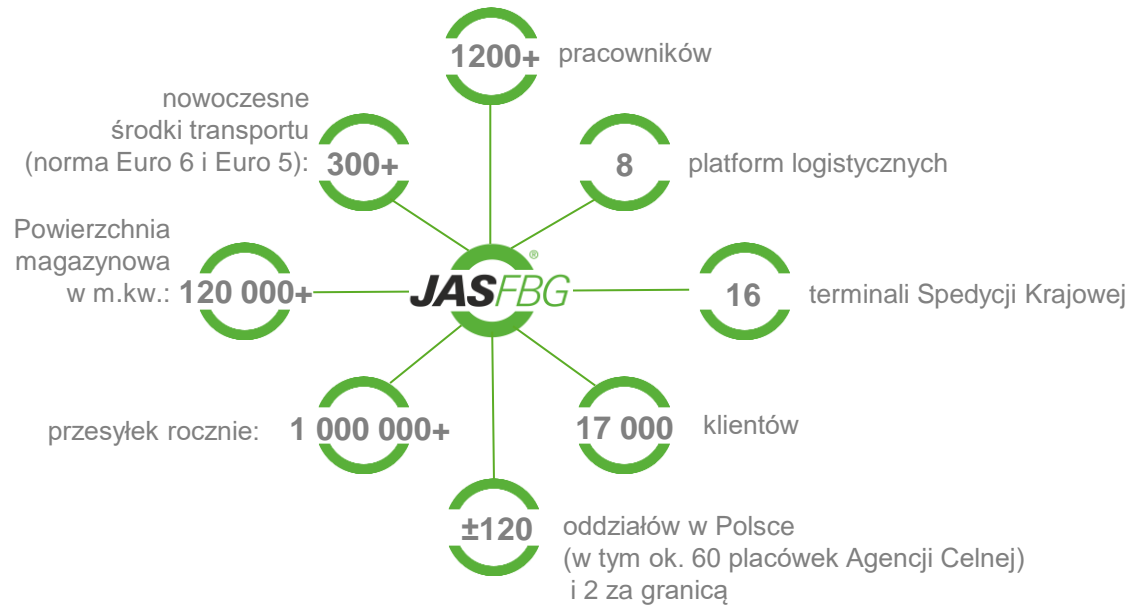 1200+ pracowników
nowoczesne
środki transportu
(norma Euro 6 i Euro 5): 300+
8 platform logistycznych
Powierzchnia
magazynowa
w m.kw.: 120 000+
JASFBG®
16 terminali Spedycji Krajowej
przesyłek rocznie: 1 000 000+
17 000 klientów
±120 oddziałów w Polsce
(w tym ok. 60 placówek Agencji Celnej)
i 2 za granicą